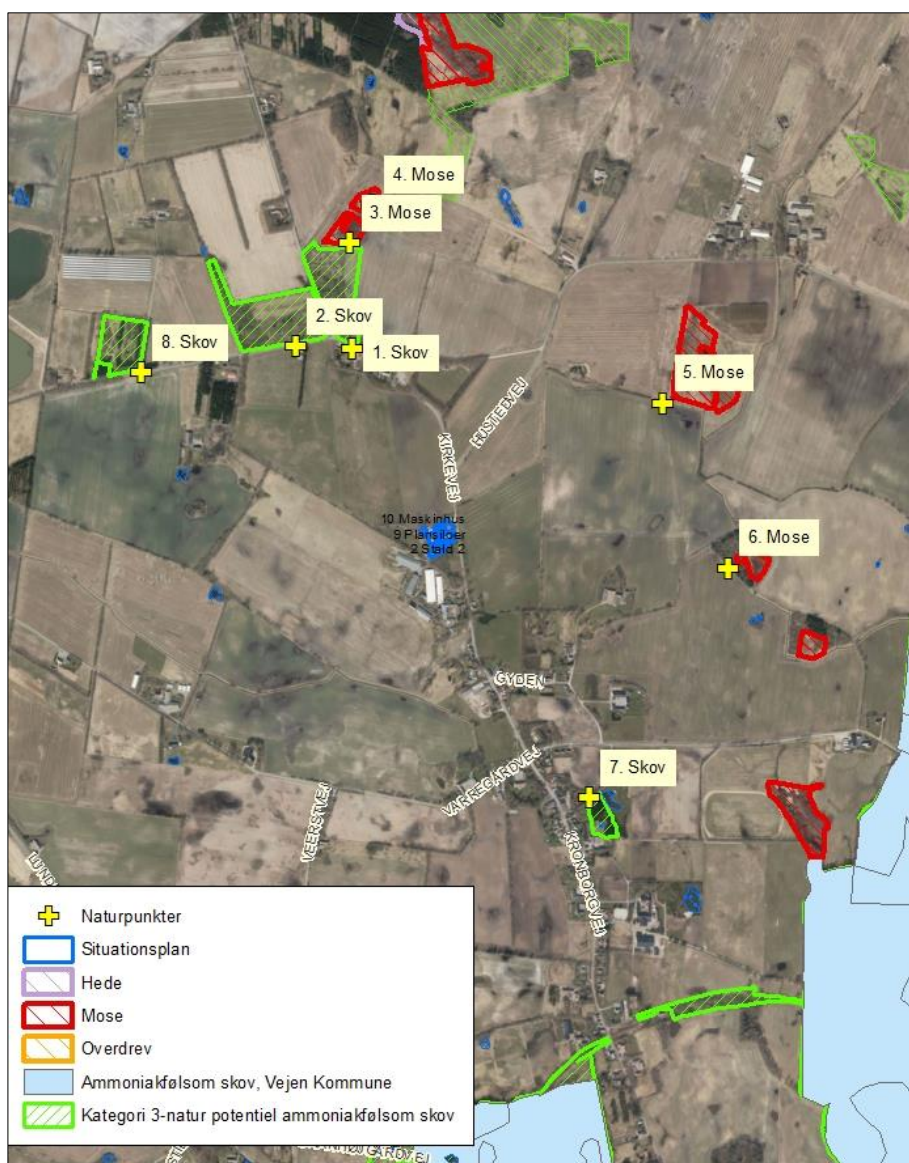 4. Mose
3. Mose
2. Skov
8. Skov
1. Skov
5. Mose
HUSTEDVEJ
KIRKEVEJ
10 Maskinhus
9 Plansiloer
2 Stald 2
6. Mose
GYDEN
7. Skov
VARREGÅRDVEJ
VEERSTVEJ
KRONBORGVEJ
Naturpunkter
Situationsplan
Hede
Mose
Overdrev
Ammoniakfølsom skov, Vejen Kommune
Kategori 3-natur potentiel ammoniakfølsom skov